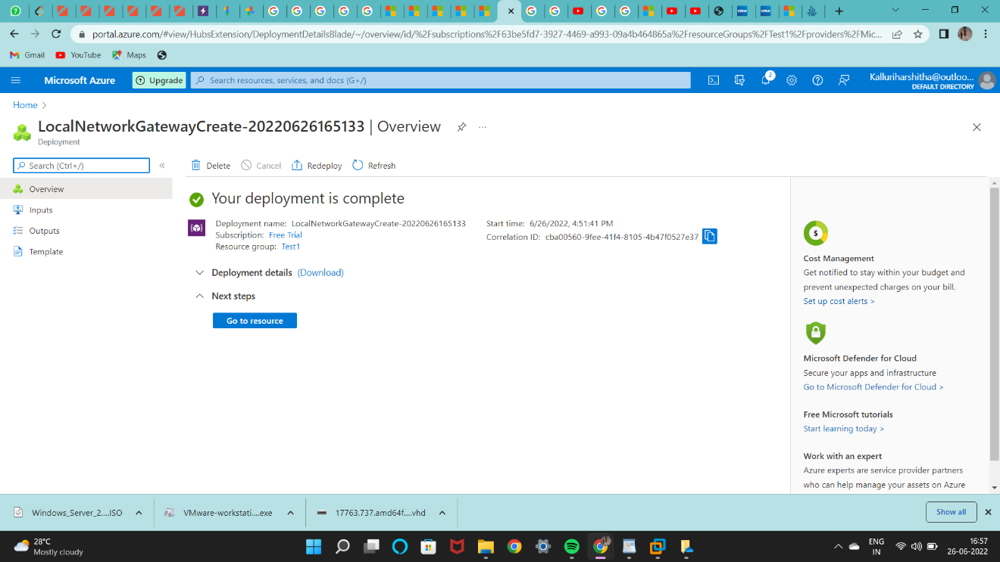 7
portal.azure.com/#view/HubsExtension/DeploymentDetailsBlade/~/overview/id/%2Fsubscriptions%2F63be5fd7-3927-4469-a993-09a4b464865a%2FresourceGroups%2FTest1%2Fproviders%2FMic...
Gmail YouTube Maps
Microsoft Azure Upgrade Search resources, services, and docs (G+/) 3 Kalluriharshitha@outloo...
DEFAULT DIRECTORY
Home >
LocalNetworkGatewayCreate-20220626165133 | Overview ...
Deployment
Search (Ctrl+/) «
Delete Cancel Redeploy Refresh
Overview
Inputs
Outputs
Template
Your deployment is complete
Deployment name: LocalNetworkGatewayCreate-20220626165133
Subscription: Free Trial
Resource group: Test1
Start time: 6/26/2022, 4:51:41 PM
Correlation ID: cba00560-9fee-41f4-8105-4b47f0527e37
Deployment details (Download)
Next steps
Go to resource
$
Cost Management
Get notified to stay within your budget and
prevent unexpected charges on your bill.
Set up cost alerts >
Microsoft Defender for Cloud
Secure your apps and infrastructure
Go to Microsoft Defender for Cloud >
Free Microsoft tutorials
Start learning today >
Work with an expert
Azure experts are service provider partners
who can help manage your assets on Azure
Windows_Server_2....ISO VMware-workstati....exe 17763.737.amd64f....vhd Show all
28°C
Mostly cloudy
ENG
IN
16:57
26-06-2022